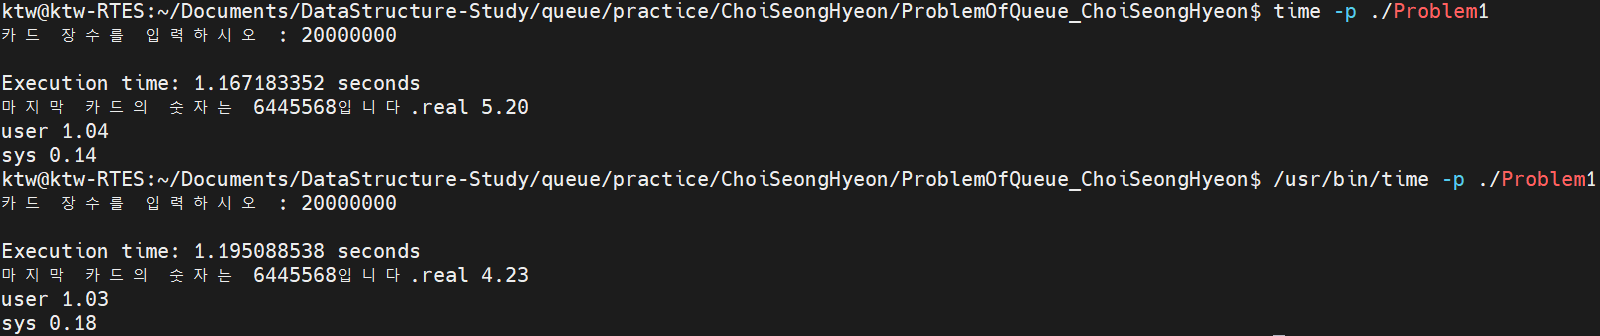 ktw@ktw-RTES:~/Documents/DataStructure-Study/queue/practice/ChoiSeongHyeon/ProblemOfQueue_ChoiSeongHyeon$ time -p ./Problem1
카드 장수를 입력하시오 : 20000000
Execution time: 1.167183352 seconds
마지막 카드의 숫자는 6445568입니다.real 5.20
user 1.04
sys 0.14
ktw@ktw-RTES:~/Documents/DataStructure-Study/queue/practice/ChoiSeongHyeon/ProblemOfQueue_ChoiSeongHyeon$ /usr/bin/time -p ./Problem1
카드 장수를 입력하시오 : 20000000
Execution time: 1.195088538 seconds
마지막 카드의 숫자는 6445568입니다.real 4.23
user 1.03
sys 0.18